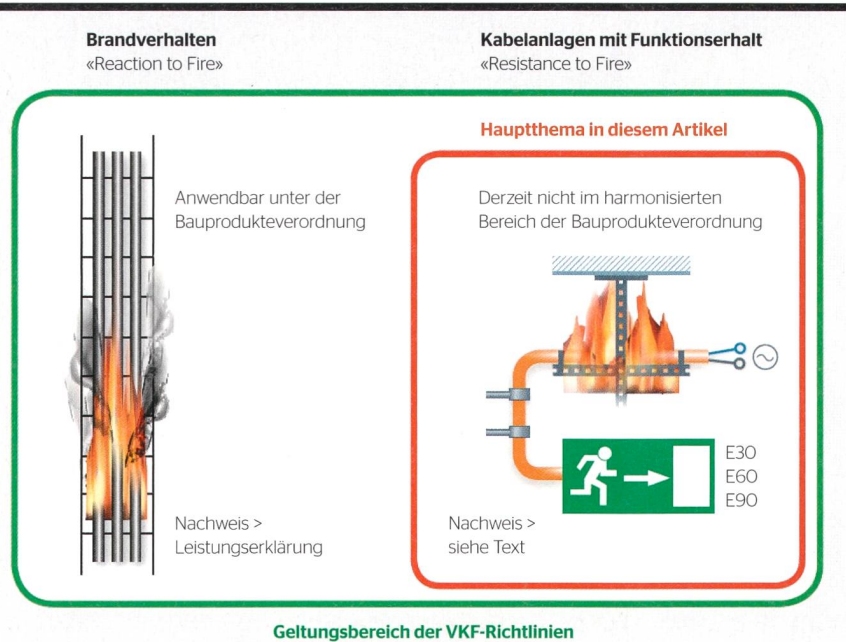 Brandverhalten
«Reaction to Fire»
Kabelanlagen mit Funktionserhalt
«Resistance to Fire»
Hauptthema in diesem Artikel
Anwendbar unter der
Bauprodukteverordnung
Derzeit nicht im harmonisierten
Bereich der Bauprodukteverordnung
E30
E60
E90
Nachweis >
Leistungserklärung
Nachweis >
siehe Text
Geltungsbereich der VKF-Richtlinien